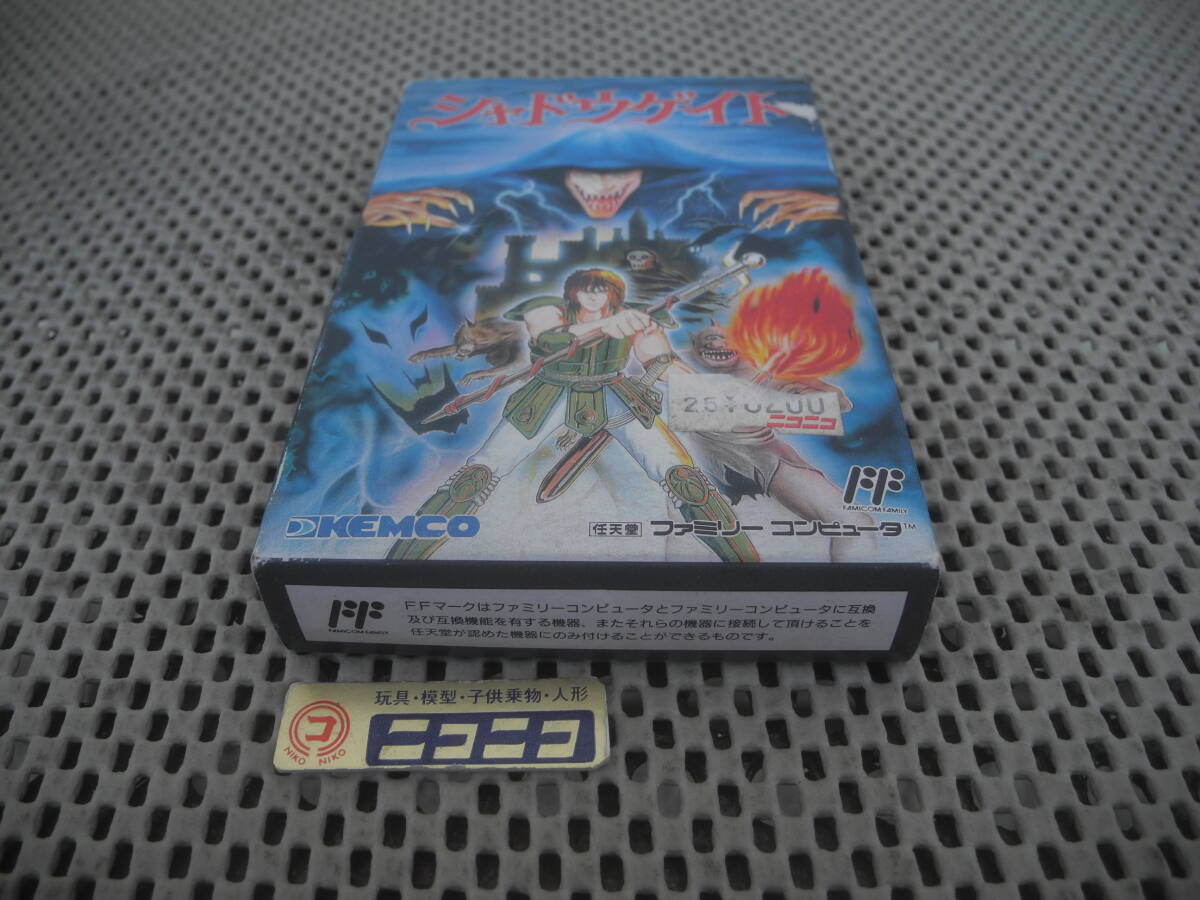 シャドウゲイト
ニコニコ
FF
FAMICOM FAMILY
KEMCO
任天堂 ファミリー コンピュータ™
FF
FAMICOM FAMILY
FFマークはファミリーコンピュータとファミリーコンピュータに互換
及び互換機能を有する機器、またそれらの機器に接続して頂けることを
任天堂が認めた機器にのみ付けることができるものです。
玩具・模型・子供乗物・人形
コ
NIKO NIKO
ニコニコ